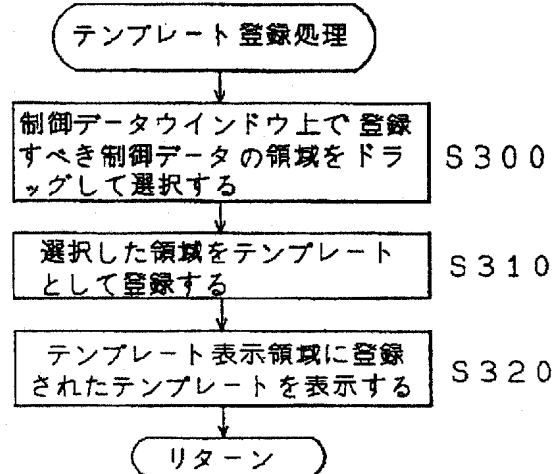 テンプレート登録処理
制御データウインドウ上で登録
すべき制御データの領域をドラ
ッグして選択する
S300
選択した領域をテンプレート
として登録する
S310
テンプレート表示領域に登録
されたテンプレートを表示する
S320
リターン